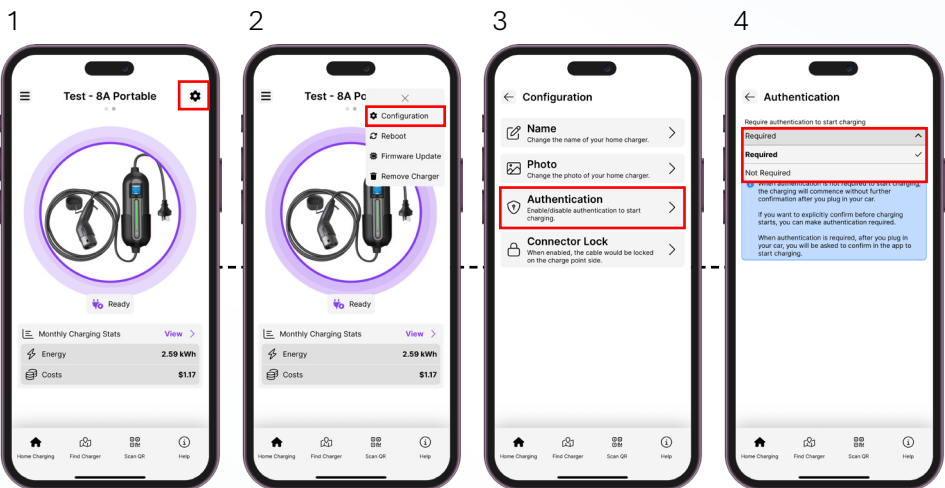 1
Test - 8A Portable
Ready
Monthly Charging Stats
View
Energy
2.59 kWh
Costs
$1.17
Home Charging
Find Charger
Scan QR
Help
2
Test - 8A Po
Configuration
Reboot
Firmware Update
Remove Charger
Ready
Monthly Charging Stats
View
Energy
2.59 kWh
Costs
$1.17
Home Charging
Find Charger
Scan QR
Help
3
Configuration
Name
Change the name of your home charger.
Photo
Change the photo of your home charger.
Authentication
Enable/disable authentication to start
charging.
Connector Lock
When enabled, the cable would be locked
on the charge point side.
Home Charging
Find Charger
Scan QR
Help
4
Authentication
Require authentication to start charging
Required
Required
Not Required
When authentication is not required to start charging,
the charging will commence without further
confirmation after you plug in your car.
If you want to explicitly confirm before charging
starts, you can make authentication required.
When authentication is required, after you plug in
your car, you will be asked to confirm in the app to
start charging.
Home Charging
Find Charger
Scan QR
Help